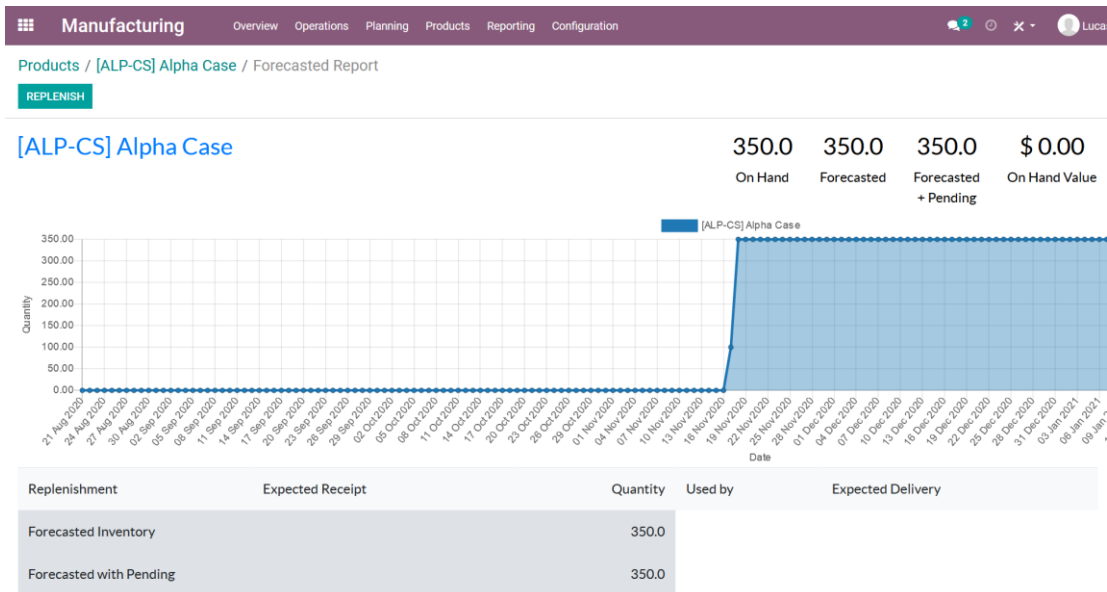 Manufacturing Overview Operations Planning Products Reporting Configuration 2 Luca
Products / [ALP-CS] Alpha Case / Forecasted Report
REPLENISH
[ALP-CS] Alpha Case
350.0 350.0 350.0 $ 0.00
On Hand Forecasted Forecasted + Pending On Hand Value
[ALP-CS] Alpha Case
350.00
300.00
250.00
200.00
150.00
100.00
50.00
0.00
Quantity
21 Aug 2020 24 Aug 2020 27 Aug 2020 30 Aug 2020 02 Sep 2020 05 Sep 2020 08 Sep 2020 11 Sep 2020 14 Sep 2020 17 Sep 2020 20 Sep 2020 23 Sep 2020 26 Sep 2020 29 Sep 2020 02 Oct 2020 05 Oct 2020 08 Oct 2020 11 Oct 2020 14 Oct 2020 17 Oct 2020 20 Oct 2020 23 Oct 2020 26 Oct 2020 29 Oct 2020 01 Nov 2020 04 Nov 2020 07 Nov 2020 10 Nov 2020 13 Nov 2020 16 Nov 2020 19 Nov 2020 22 Nov 2020 25 Nov 2020 28 Nov 2020 01 Dec 2020 04 Dec 2020 07 Dec 2020 10 Dec 2020 13 Dec 2020 16 Dec 2020 19 Dec 2020 22 Dec 2020 25 Dec 2020 28 Dec 2020 31 Dec 2020 03 Jan 2021 06 Jan 2021 09 Jan
Date
Replenishment Expected Receipt Quantity Used by Expected Delivery
Forecasted Inventory 350.0
Forecasted with Pending 350.0